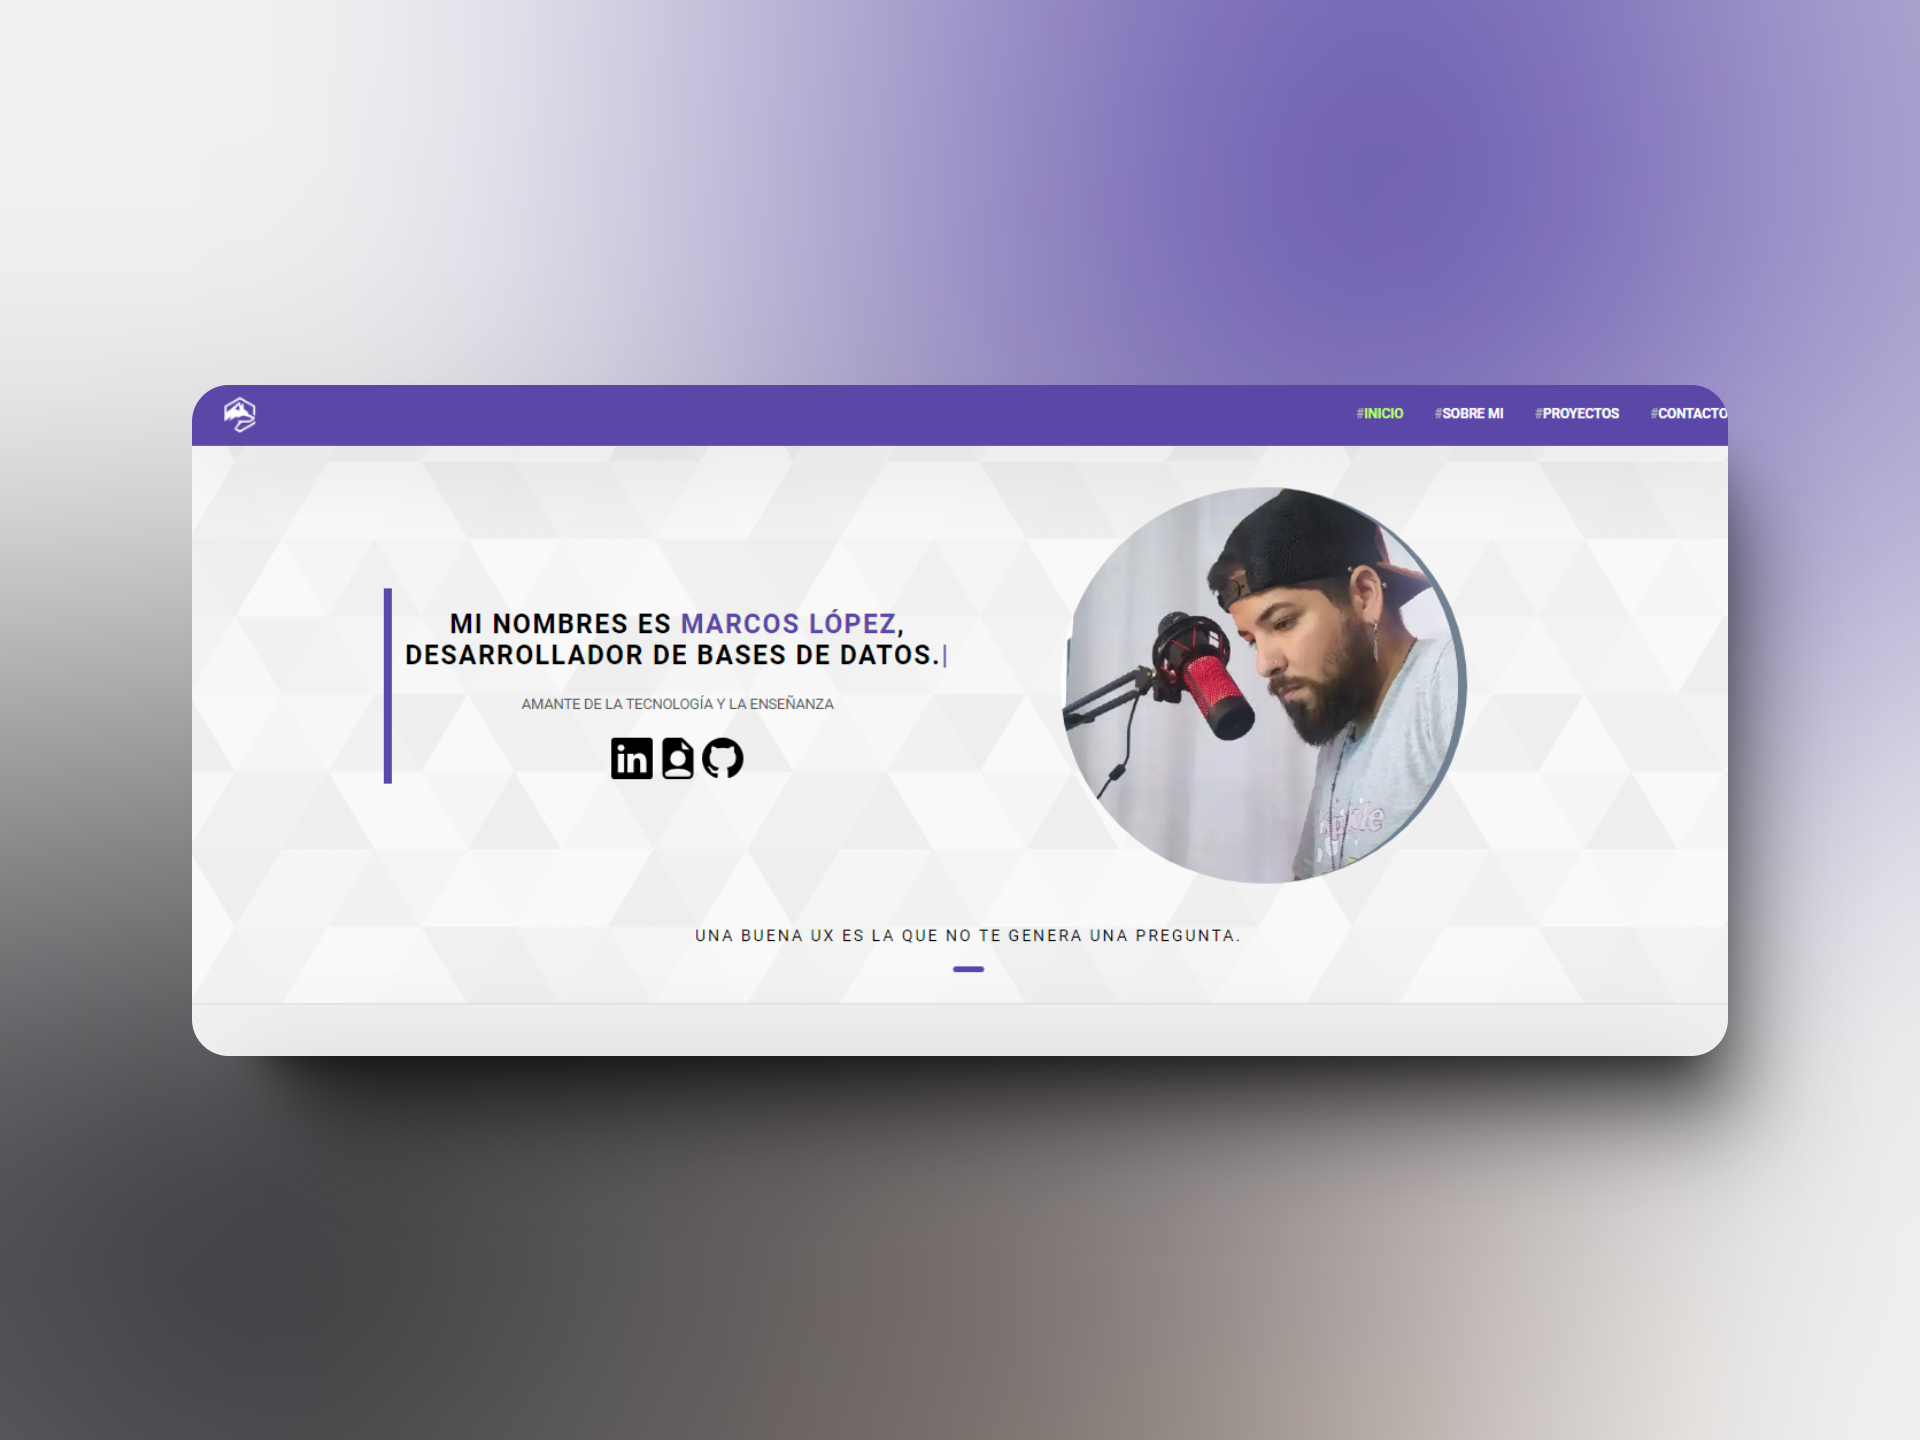 #INICIO #SOBRE MI #PROYECTOS #CONTACTO
MI NOMBRES ES MARCOS LÓPEZ,
DESARROLLADOR DE BASES DE DATOS.|
AMANTE DE LA TECNOLOGÍA Y LA ENSEÑANZA
in
UNA BUENA UX ES LA QUE NO TE GENERA UNA PREGUNTA.